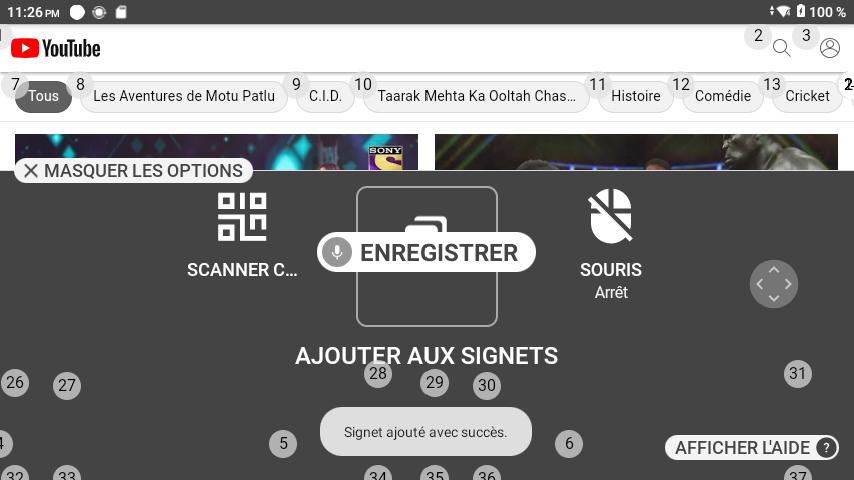 11:26 PM
100 %
YouTube
2
3
7
Tous
8
Les Aventures de Motu Patlu
9
C.I.D.
10
Taarak Mehta Ka Ooltah Chas…
11
Histoire
12
Comédie
13
Cricket
SONY
MASQUER LES OPTIONS
SCANNER C…
ENREGISTRER
SOURIS
Arrêt
AJOUTER AUX SIGNETS
26
27
28
29
30
31
Signet ajouté avec succès.
5
6
AFFICHER L'AIDE ?
32
33
34
35
36
37